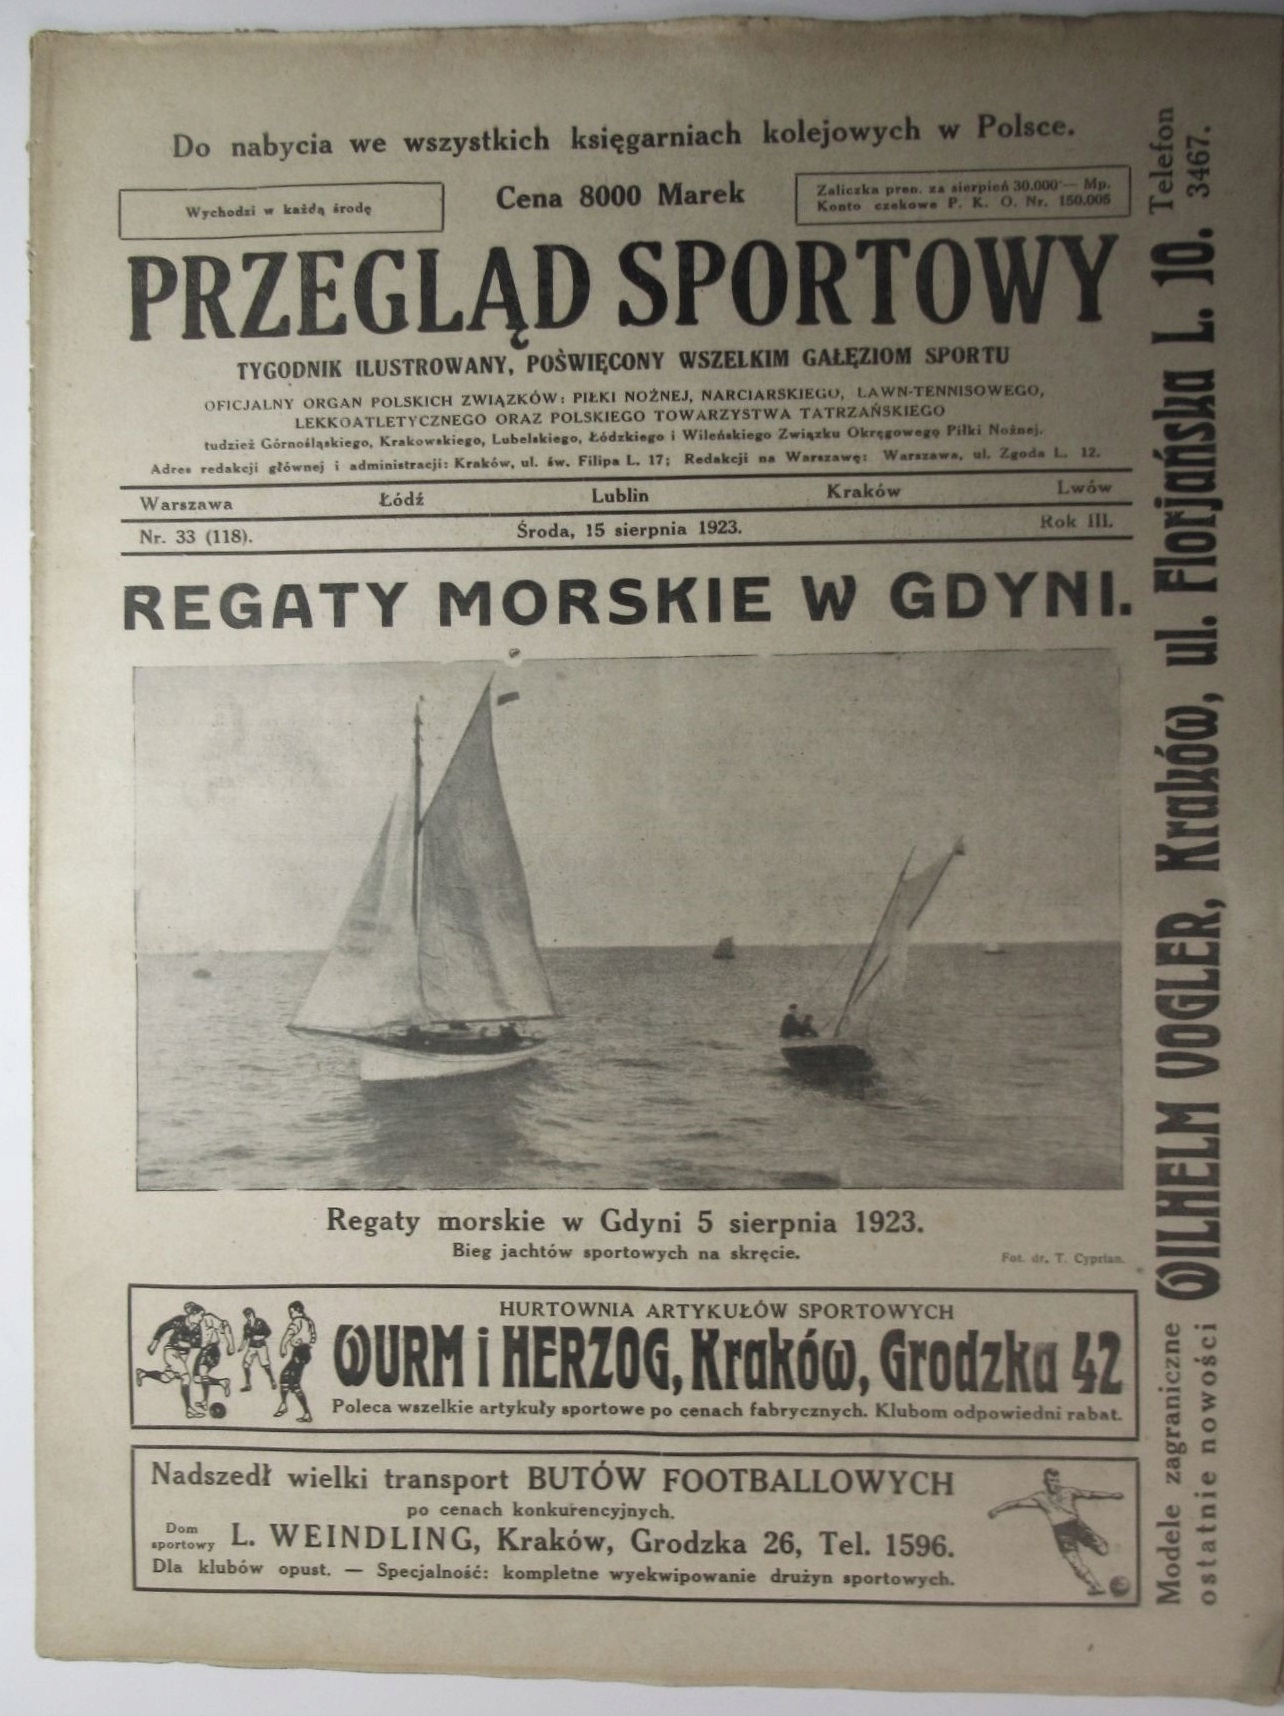 Do nabycia we wszystkich księgarniach kolejowych w Polsce.
Wychodzi w każdą środę
Cena 8000 Marek
Zaliczka pren. za sierpień 30.000·— Mp.
Konto czekowe P. K. O. Nr. 150.005
PRZEGLĄD SPORTOWY
TYGODNIK ILUSTROWANY, POŚWIĘCONY WSZELKIM GAŁĘZIOM SPORTU
OFICJALNY ORGAN POLSKICH ZWIĄZKÓW: PIŁKI NOŻNEJ, NARCIARSKIEGO, LAWN-TENNISOWEGO,
LEKKOATLETYCZNEGO ORAZ POLSKIEGO TOWARZYSTWA TATRZAŃSKIEGO
tudzież Górnośląskiego, Krakowskiego, Lubelskiego, Łódzkiego i Wileńskiego Związku Okręgowego Piłki Nożnej.
Adres redakcji głównej i administracji: Kraków, ul. św. Filipa L. 17; Redakcji na Warszawę: Warszawa, ul. Zgoda L. 12.
Warszawa Łódź Lublin Kraków Lwów
Nr. 33 (118). Środa, 15 sierpnia 1923. Rok III.
REGATY MORSKIE W GDYNI.
Regaty morskie w Gdyni 5 sierpnia 1923.
Bieg jachtów sportowych na skręcie.
Fot. dr. T. Cyprian.
HURTOWNIA ARTYKUŁÓW SPORTOWYCH
WURM i HERZOG, Kraków, Grodzka 42
Poleca wszelkie artykuły sportowe po cenach fabrycznych. Klubom odpowiedni rabat.
Nadszedł wielki transport BUTÓW FOOTBALLOWYCH
po cenach konkurencyjnych.
Dom
sportowy L. WEINDLING, Kraków, Grodzka 26, Tel. 1596.
Dla klubów opust. — Specjalność: kompletne wyekwipowanie drużyn sportowych.
Modele zagraniczne
ostatnie nowości
WILHELM VOGLER, Kraków, ul. Florjańska L. 10.
Telefon
3467.